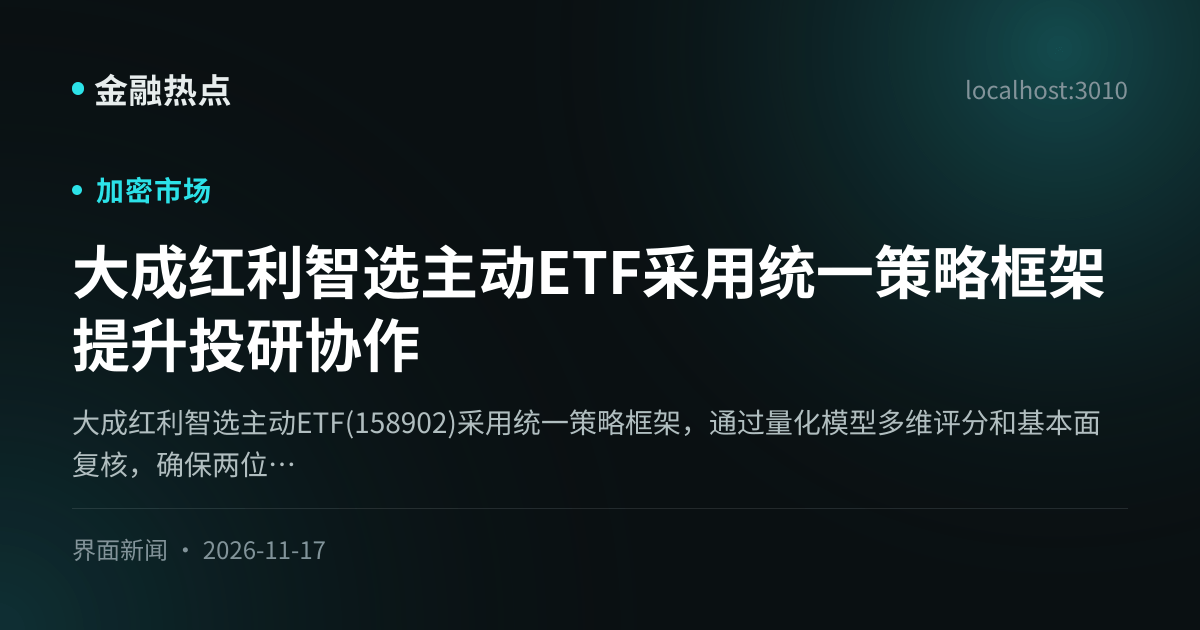 金融热点
localhost:3010
加密市场
大成红利智选主动ETF采用统一策略框架
提升投研协作
大成红利智选主动ETF(158902)采用统一策略框架，通过量化模型多维评分和基本面
复核，确保两位…
界面新闻 • 2026-11-17